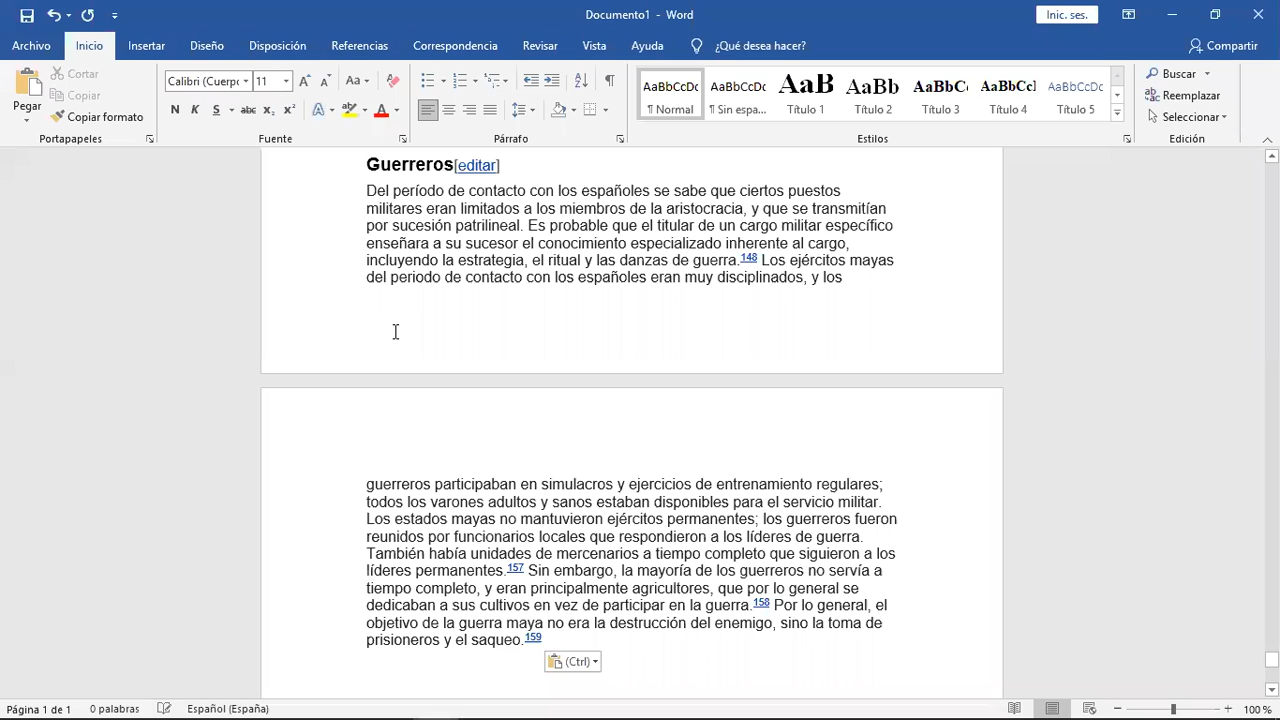 Documento1 - Word
Inic. ses.
Archivo Inicio Insertar Diseño Disposición Referencias Correspondencia Revisar Vista Ayuda ¿Qué desea hacer? Compartir
Pegar
Cortar
Copiar
Copiar formato
Portapapeles
Calibri (Cuerpo 11
N K S abc
Fuente
Párrafo
AaBbCcDc AaBbCcDc AaB AaBb AaBbC AaBbCc AaBbCcDc
¶ Normal ¶ Sin espa... Título 1 Título 2 Título 3 Título 4 Título 5
Estilos
Buscar
Reemplazar
Seleccionar
Edición
Guerreros[editar]
Del período de contacto con los españoles se sabe que ciertos puestos
militares eran limitados a los miembros de la aristocracia, y que se transmitían
por sucesión patrilineal. Es probable que el titular de un cargo militar específico
enseñara a su sucesor el conocimiento especializado inherente al cargo,
incluyendo la estrategia, el ritual y las danzas de guerra.148 Los ejércitos mayas
del periodo de contacto con los españoles eran muy disciplinados, y los
guerreros participaban en simulacros y ejercicios de entrenamiento regulares;
todos los varones adultos y sanos estaban disponibles para el servicio militar.
Los estados mayas no mantuvieron ejércitos permanentes; los guerreros fueron
reunidos por funcionarios locales que respondieron a los líderes de guerra.
También había unidades de mercenarios a tiempo completo que siguieron a los
líderes permanentes.157 Sin embargo, la mayoría de los guerreros no servía a
tiempo completo, y eran principalmente agricultores, que por lo general se
dedicaban a sus cultivos en vez de participar en la guerra.158 Por lo general, el
objetivo de la guerra maya no era la destrucción del enemigo, sino la toma de
prisioneros y el saqueo.159
(Ctrl)
Página 1 de 1 0 palabras Español (España) 100 %